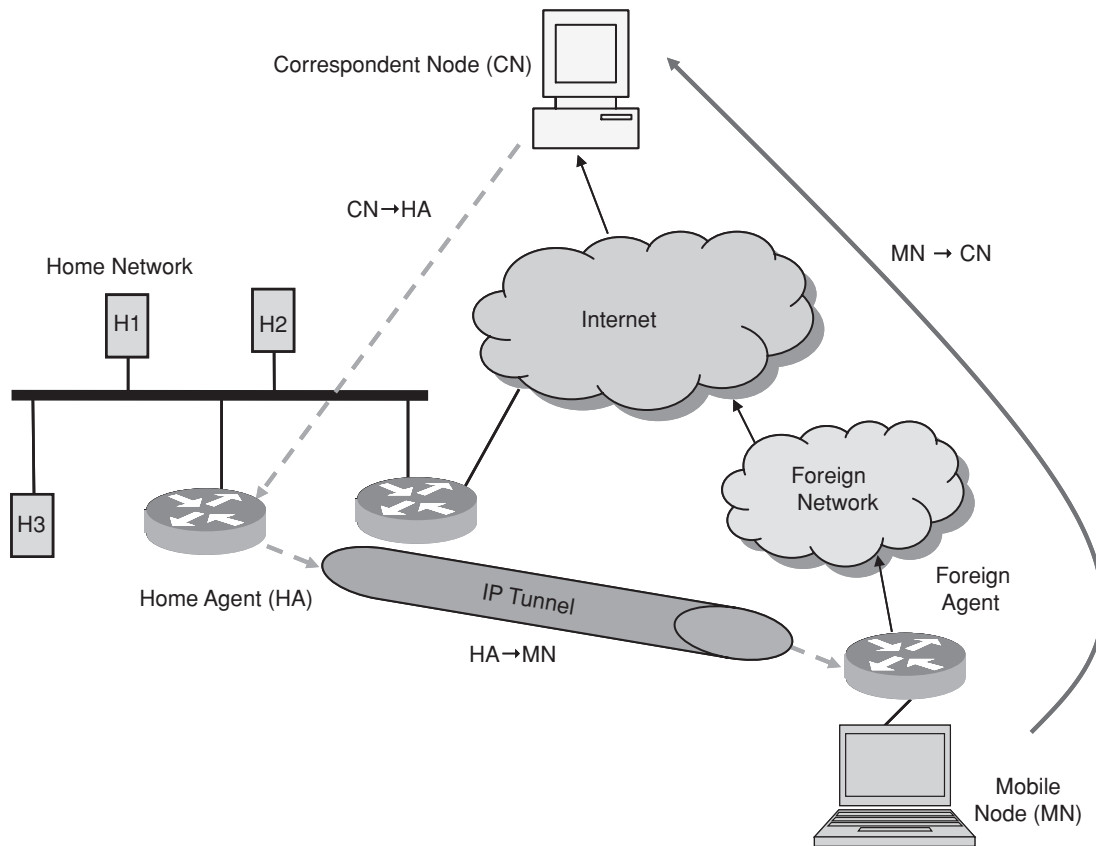 Correspondent Node (CN)
CN→HA
MN → CN
Home Network
H1
H2
Internet
Foreign
Network
H3
Home Agent (HA)
IP Tunnel
Foreign
Agent
HA→MN
Mobile
Node (MN)